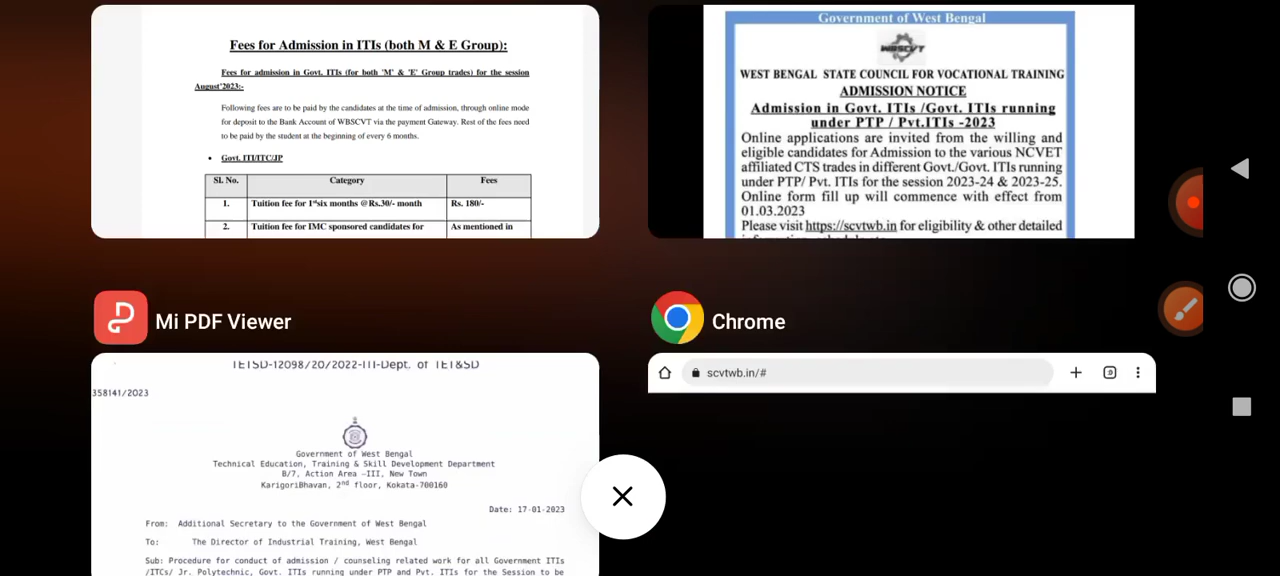 Fees for Admission in ITIs (both M & E Group):
Fees for admission in Govt. ITIs (for both 'M' & 'E' Group trades) for the session
August'2023:-
Following fees are to be paid by the candidates at the time of admission, through online mode
for deposit to the Bank Account of WBSCVT via the payment Gateway. Rest of the fees need
to be paid by the student at the beginning of every 6 months.
• Govt. ITI/ITC/JP
Sl. No. Category Fees
1. Tuition fee for 1st six months @Rs.30/- month Rs. 180/-
2. Tuition fee for IMC sponsored candidates for As mentioned in
Government of West Bengal
WBSCVT
WEST BENGAL STATE COUNCIL FOR VOCATIONAL TRAINING
ADMISSION NOTICE
Admission in Govt. ITIs /Govt. ITIs running
under PTP / Pvt.ITIs -2023
Online applications are invited from the willing and
eligible candidates for Admission to the various NCVET
affiliated CTS trades in different Govt./Govt. ITIs running
under PTP/ Pvt. ITIs for the session 2023-24 & 2023-25.
Online form fill up will commence with effect from
01.03.2023
Please visit https://scvtwb.in for eligibility & other detailed
Mi PDF Viewer
Chrome
TETSD-12098/20/2022-ITI-Dept. of TET&SD
358141/2023
Government of West Bengal
Technical Education, Training & Skill Development Department
B/7, Action Area -III, New Town
KarigoriBhavan, 2nd floor, Kokata-700160
Date: 17-01-2023
From: Additional Secretary to the Government of West Bengal
To: The Director of Industrial Training, West Bengal
Sub: Procedure for conduct of admission / counseling related work for all Government ITIs
/ITCs/ Jr. Polytechnic, Govt. ITIs running under PTP and Pvt. ITIs for the Session to be
scvtwb.in/#